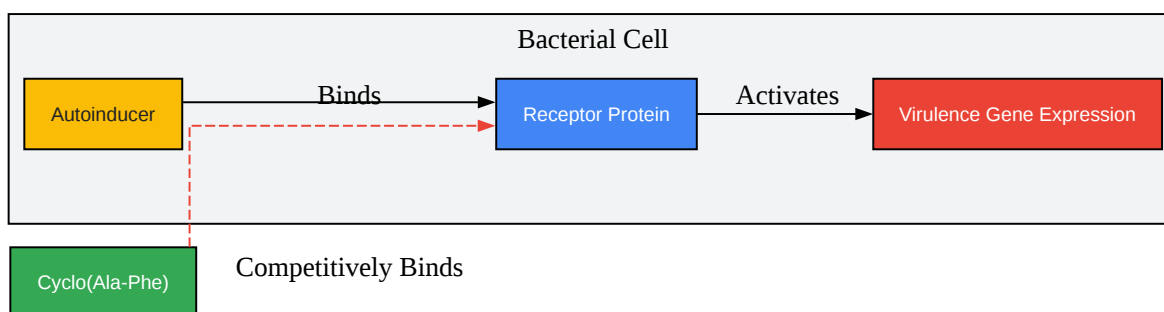 Bacterial Cell
Autoinducer
Binds
Receptor Protein
Activates
Virulence Gene Expression
Cyclo(Ala-Phe)
Competitively Binds